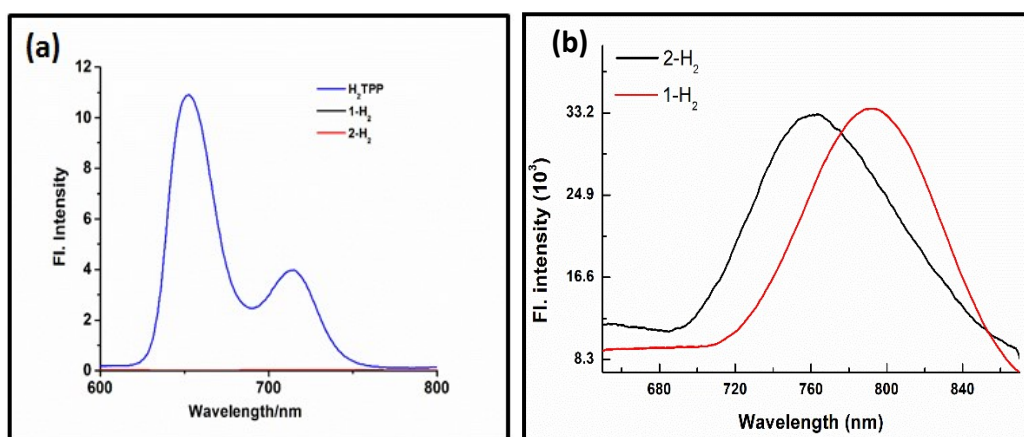 (a)
12
10
8
6
4
2
0
Fl. Intensity
H₂TPP
1-H₂
2-H₂
600 700 800
Wavelength/nm
(b)
2-H₂
1-H₂
33.2
24.9
16.6
8.3
Fl. intensity (10³)
680 720 760 800 840
Wavelength (nm)